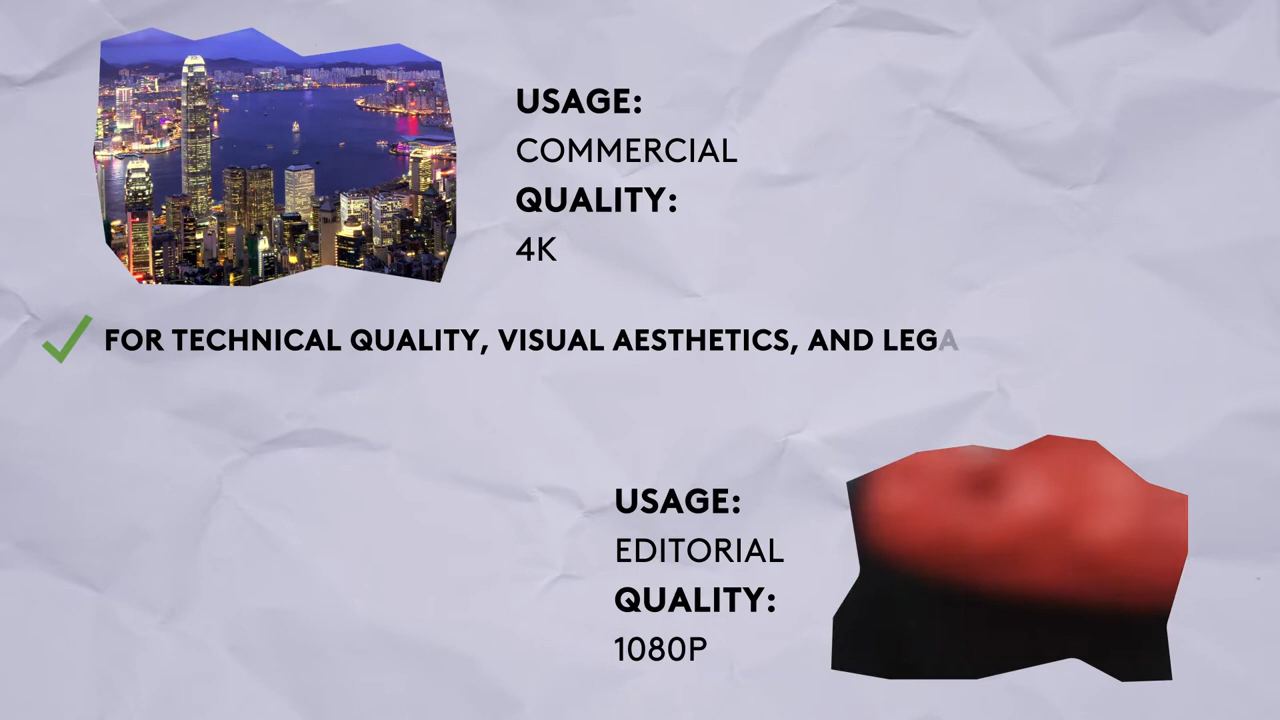 USAGE:
COMMERCIAL
QUALITY:
4K
FOR TECHNICAL QUALITY, VISUAL AESTHETICS, AND LEGA
USAGE:
EDITORIAL
QUALITY:
1080P